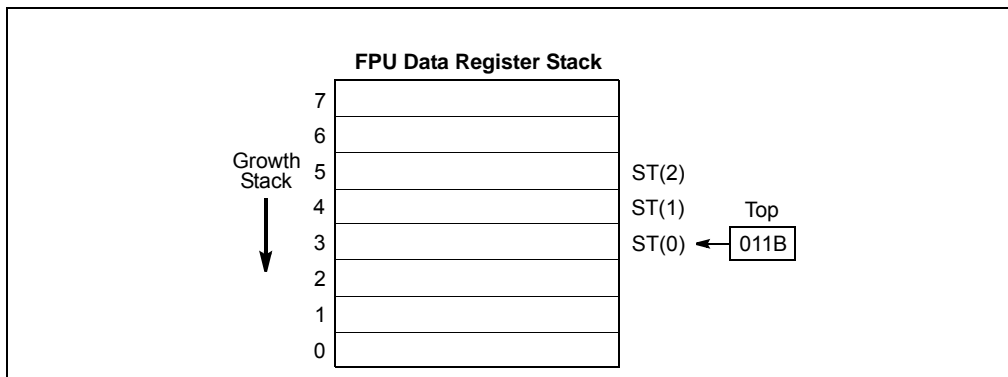 FPU Data Register Stack
7
6
Growth
Stack
5
ST(2)
4
ST(1)
Top
3
ST(0)
011B
2
1
0